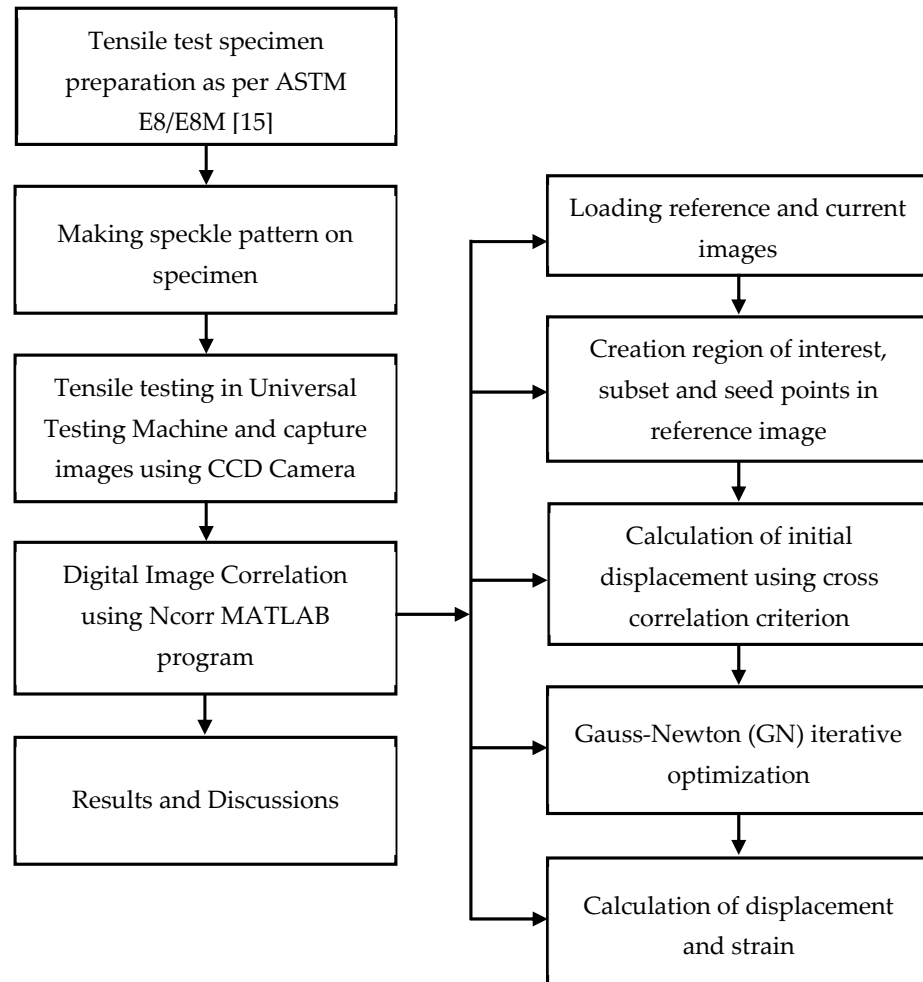 Tensile test specimen
preparation as per ASTM
E8/E8M [15]
Making speckle pattern on
specimen
Tensile testing in Universal
Testing Machine and capture
images using CCD Camera
Digital Image Correlation
using Ncorr MATLAB
program
Results and Discussions
Loading reference and current
images
Creation region of interest,
subset and seed points in
reference image
Calculation of initial
displacement using cross
correlation criterion
Gauss-Newton (GN) iterative
optimization
Calculation of displacement
and strain